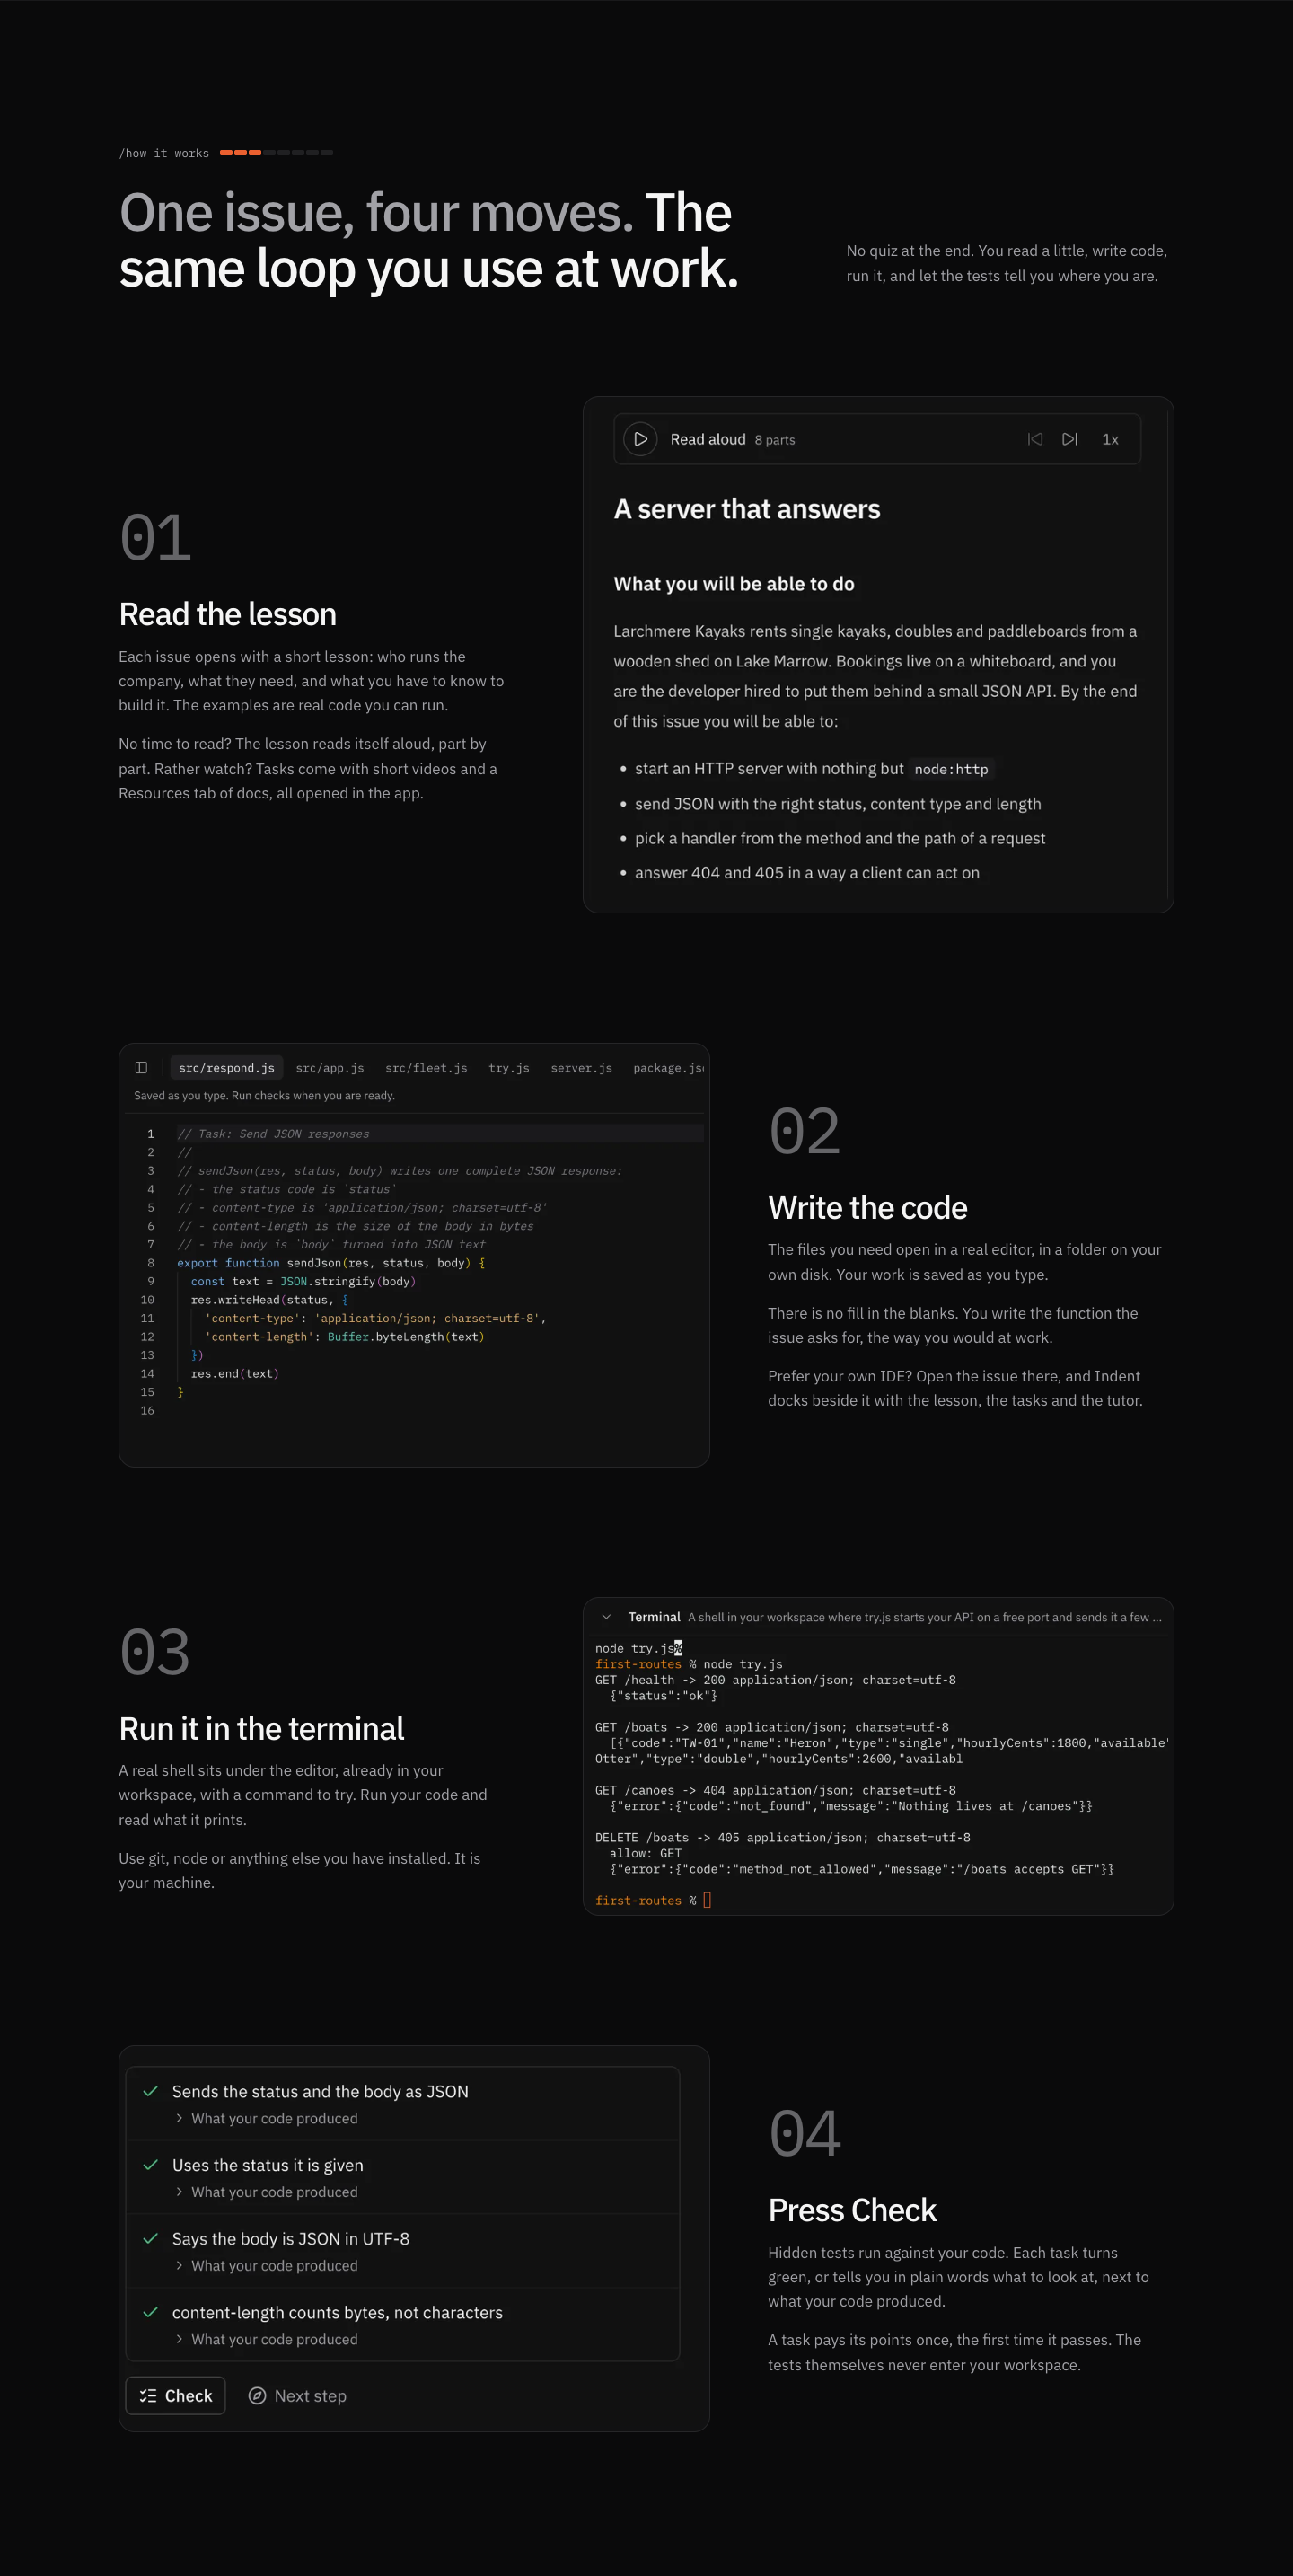 /how it works
One issue, four moves. The
same loop you use at work.
No quiz at the end. You read a little, write code,
run it, and let the tests tell you where you are.
01
Read the lesson
Each issue opens with a short lesson: who runs the
company, what they need, and what you have to know to
build it. The examples are real code you can run.
No time to read? The lesson reads itself aloud, part by
part. Rather watch? Tasks come with short videos and a
Resources tab of docs, all opened in the app.
Read aloud 8 parts 1x
A server that answers
What you will be able to do
Larchmere Kayaks rents single kayaks, doubles and paddleboards from a
wooden shed on Lake Marrow. Bookings live on a whiteboard, and you
are the developer hired to put them behind a small JSON API. By the end
of this issue you will be able to:
• start an HTTP server with nothing but node:http
• send JSON with the right status, content type and length
• pick a handler from the method and the path of a request
• answer 404 and 405 in a way a client can act on
src/respond.js src/app.js src/fleet.js try.js server.js package.js
Saved as you type. Run checks when you are ready.
1 // Task: Send JSON responses
2 //
3 // sendJson(res, status, body) writes one complete JSON response:
4 // - the status code is `status`
5 // - content-type is 'application/json; charset=utf-8'
6 // - content-length is the size of the body in bytes
7 // - the body is `body` turned into JSON text
8 export function sendJson(res, status, body) {
9 const text = JSON.stringify(body)
10 res.writeHead(status, {
11 'content-type': 'application/json; charset=utf-8',
12 'content-length': Buffer.byteLength(text)
13 })
14 res.end(text)
15 }
16
02
Write the code
The files you need open in a real editor, in a folder on your
own disk. Your work is saved as you type.
There is no fill in the blanks. You write the function the
issue asks for, the way you would at work.
Prefer your own IDE? Open the issue there, and Indent
docks beside it with the lesson, the tasks and the tutor.
03
Run it in the terminal
A real shell sits under the editor, already in your
workspace, with a command to try. Run your code and
read what it prints.
Use git, node or anything else you have installed. It is
your machine.
Terminal A shell in your workspace where try.js starts your API on a free port and sends it a few ...
node try.js%
first-routes % node try.js
GET /health -> 200 application/json; charset=utf-8
{"status":"ok"}
GET /boats -> 200 application/json; charset=utf-8
[{"code":"TW-01","name":"Heron","type":"single","hourlyCents":1800,"available"
Otter","type":"double","hourlyCents":2600,"availabl
GET /canoes -> 404 application/json; charset=utf-8
{"error":{"code":"not_found","message":"Nothing lives at /canoes"}}
DELETE /boats -> 405 application/json; charset=utf-8
allow: GET
{"error":{"code":"method_not_allowed","message":"/boats accepts GET"}}
first-routes %
Sends the status and the body as JSON
What your code produced
Uses the status it is given
What your code produced
Says the body is JSON in UTF-8
What your code produced
content-length counts bytes, not characters
What your code produced
Check Next step
04
Press Check
Hidden tests run against your code. Each task turns
green, or tells you in plain words what to look at, next to
what your code produced.
A task pays its points once, the first time it passes. The
tests themselves never enter your workspace.